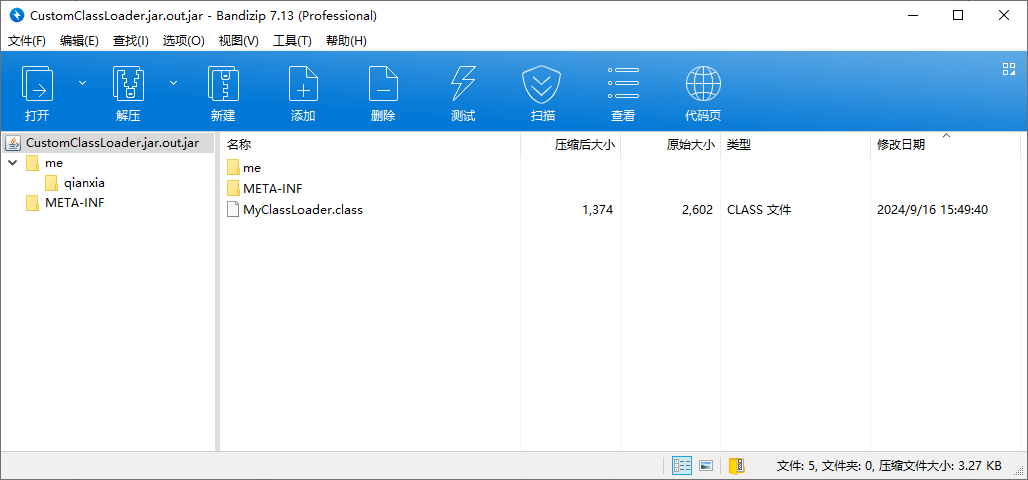 CustomClassLoader.jar.out.jar - Bandizip 7.13 (Professional)
文件(F) 编辑(E) 查找(I) 选项(O) 视图(V) 工具(T) 帮助(H)
打开 解压 新建 添加 删除 测试 扫描 查看 代码页
CustomClassLoader.jar.out.jar
me
qianxia
META-INF
名称 压缩后大小 原始大小 类型 修改日期
me
META-INF
MyClassLoader.class 1,374 2,602 CLASS 文件 2024/9/16 15:49:40
文件: 5, 文件夹: 0, 压缩文件大小: 3.27 KB